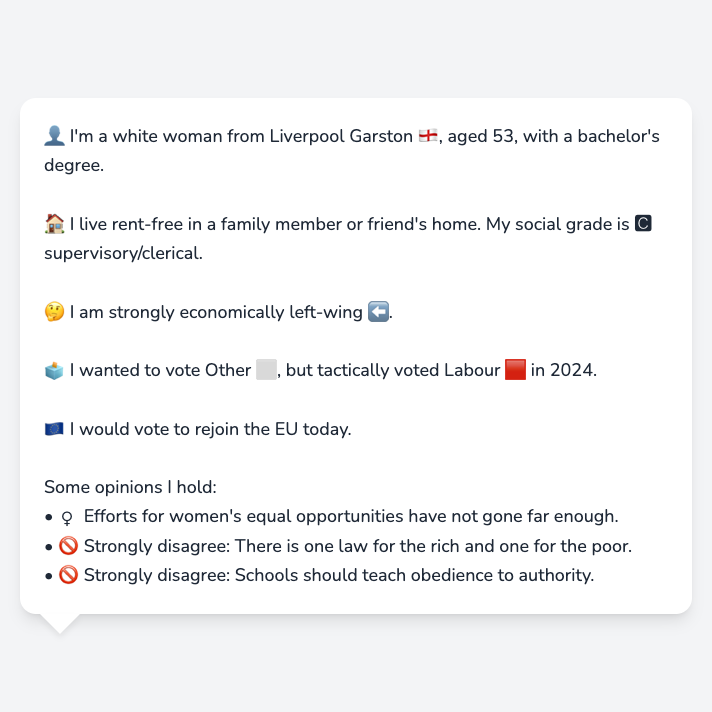 👤 I'm a white woman from Liverpool Garston 🏴󠁧󠁢󠁥󠁮󠁧󠁿, aged 53, with a bachelor's
degree.
🏠 I live rent-free in a family member or friend's home. My social grade is C
supervisory/clerical.
🤔 I am strongly economically left-wing ⬅️.
🗳️ I wanted to vote Other ⬜, but tactically voted Labour 🟥 in 2024.
🇪🇺 I would vote to rejoin the EU today.
Some opinions I hold:
• ♀ Efforts for women's equal opportunities have not gone far enough.
• 🚫 Strongly disagree: There is one law for the rich and one for the poor.
• 🚫 Strongly disagree: Schools should teach obedience to authority.